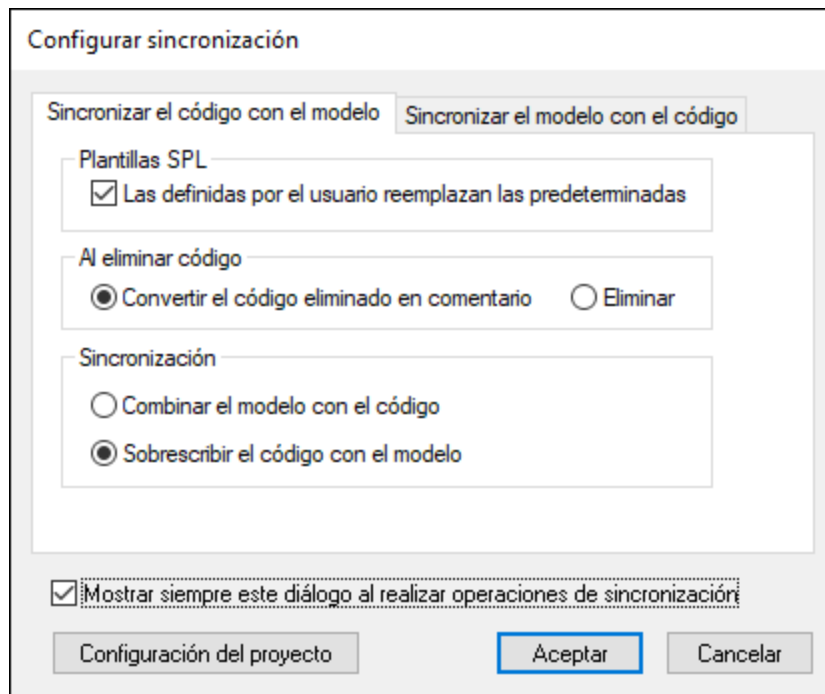 Configurar sincronización
Sincronizar el código con el modelo
Sincronizar el modelo con el código
Plantillas SPL
Las definidas por el usuario reemplazan las predeterminadas
Al eliminar código
Convertir el código eliminado en comentario
Eliminar
Sincronización
Combinar el modelo con el código
Sobrescribir el código con el modelo
Mostrar siempre este diálogo al realizar operaciones de sincronización
Configuración del proyecto
Aceptar
Cancelar